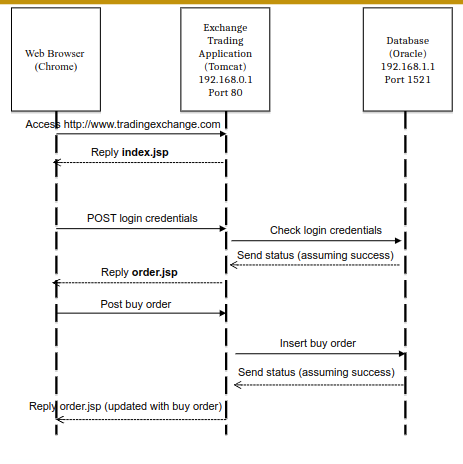 Web Browser
(Chrome)
Exchange
Trading
Application
(Tomcat)
192.168.0.1
Port 80
Database
(Oracle)
192.168.1.1
Port 1521
Access http://www.tradingexchange.com
Reply index.jsp
POST login credentials
Check login credentials
Send status (assuming success)
Reply order.jsp
Post buy order
Insert buy order
Send status (assuming success)
Reply order.jsp (updated with buy order)